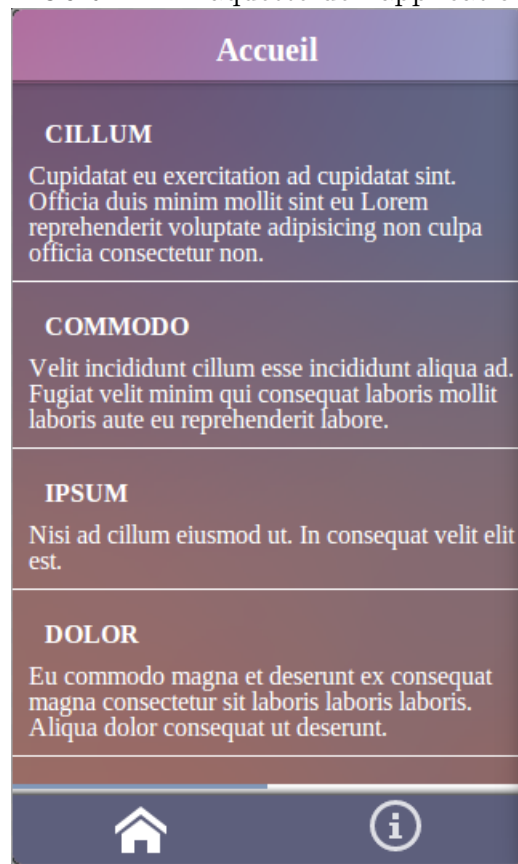 Accueil
CILLUM
Cupidatat eu exercitation ad cupidatat sint.
Officia duis minim mollit sint eu Lorem
reprehenderit voluptate adipisicing non culpa
officia consectetur non.
COMMODO
Velit incididunt cillum esse incididunt aliqua ad.
Fugiat velit minim qui consequat laboris mollit
laboris aute eu reprehenderit labore.
IPSUM
Nisi ad cillum eiusmod ut. In consequat velit elit
est.
DOLOR
Eu commodo magna et deserunt ex consequat
magna consectetur sit laboris laboris laboris.
Aliqua dolor consequat ut deserunt.